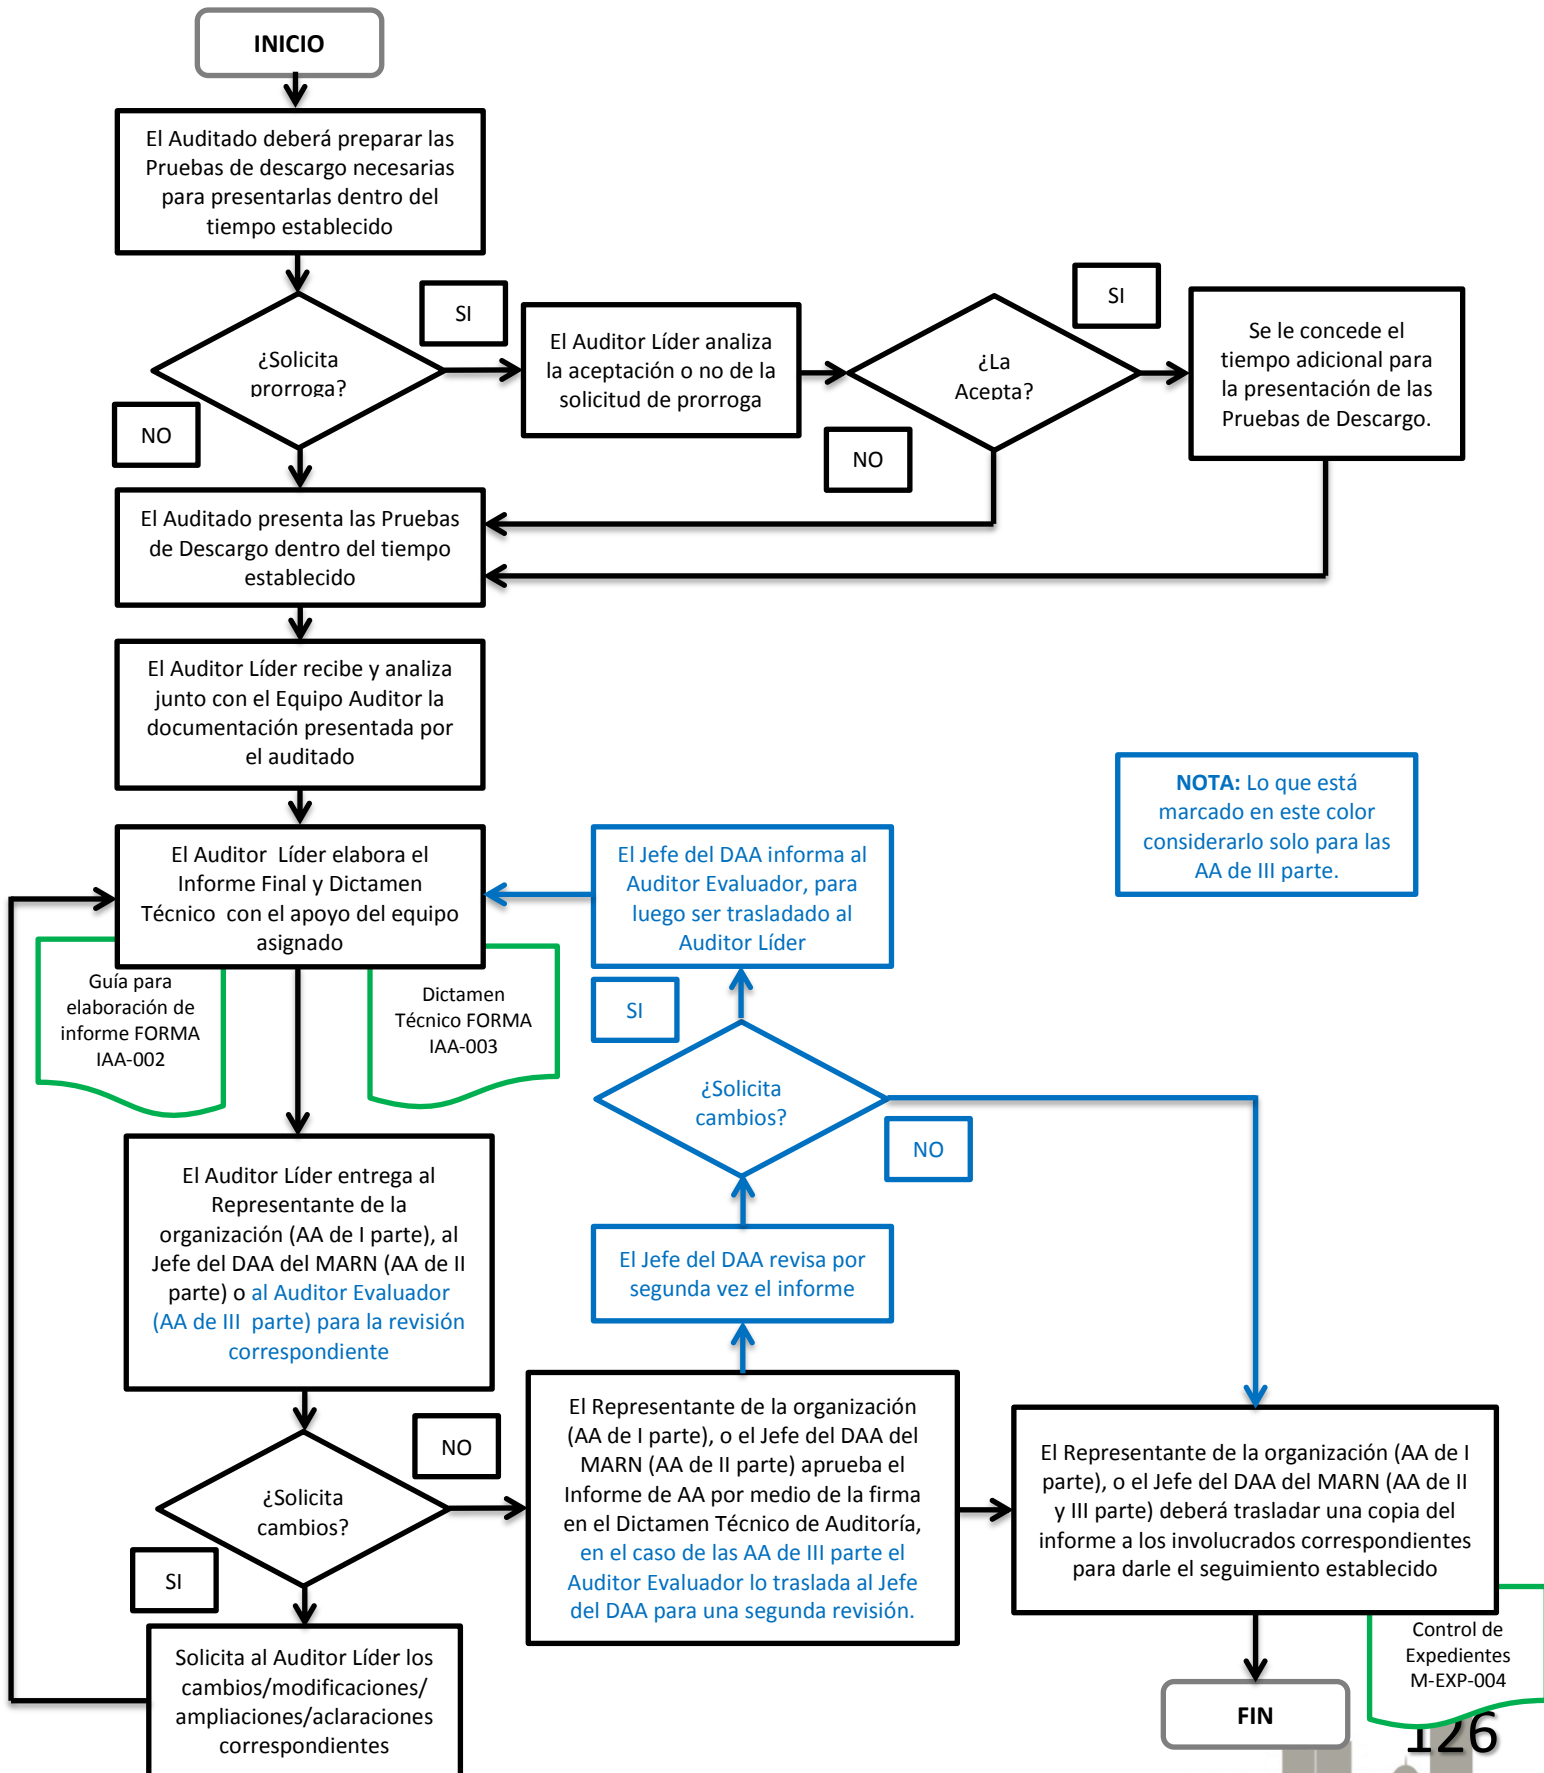 INICIO
El Auditado deberá preparar las
Pruebas de descargo necesarias
para presentarlas dentro del
tiempo establecido
¿Solicita
prorroga?
SI
NO
El Auditor Líder analiza
la aceptación o no de la
solicitud de prorroga
¿La
Acepta?
SI
NO
Se le concede el
tiempo adicional para
la presentación de las
Pruebas de Descargo.
El Auditado presenta las Pruebas
de Descargo dentro del tiempo
establecido
El Auditor Líder recibe y analiza
junto con el Equipo Auditor la
documentación presentada por
el auditado
NOTA: Lo que está
marcado en este color
considerarlo solo para las
AA de III parte.
El Auditor Líder elabora el
Informe Final y Dictamen
Técnico con el apoyo del equipo
asignado
Guía para
elaboración de
informe FORMA
IAA-002
Dictamen
Técnico FORMA
IAA-003
El Jefe del DAA informa al
Auditor Evaluador, para
luego ser trasladado al
Auditor Líder
SI
¿Solicita
cambios?
NO
El Jefe del DAA revisa por
segunda vez el informe
El Auditor Líder entrega al
Representante de la
organización (AA de I parte), al
Jefe del DAA del MARN (AA de II
parte) o al Auditor Evaluador
(AA de III parte) para la revisión
correspondiente
¿Solicita
cambios?
NO
SI
El Representante de la organización
(AA de I parte), o el Jefe del DAA del
MARN (AA de II parte) aprueba el
Informe de AA por medio de la firma
en el Dictamen Técnico de Auditoría,
en el caso de las AA de III parte el
Auditor Evaluador lo traslada al Jefe
del DAA para una segunda revisión.
El Representante de la organización (AA de I
parte), o el Jefe del DAA del MARN (AA de II
y III parte) deberá trasladar una copia del
informe a los involucrados correspondientes
para darle el seguimiento establecido
Solicita al Auditor Líder los
cambios/modificaciones/
ampliaciones/aclaraciones
correspondientes
Control de
Expedientes
M-EXP-004
FIN
126